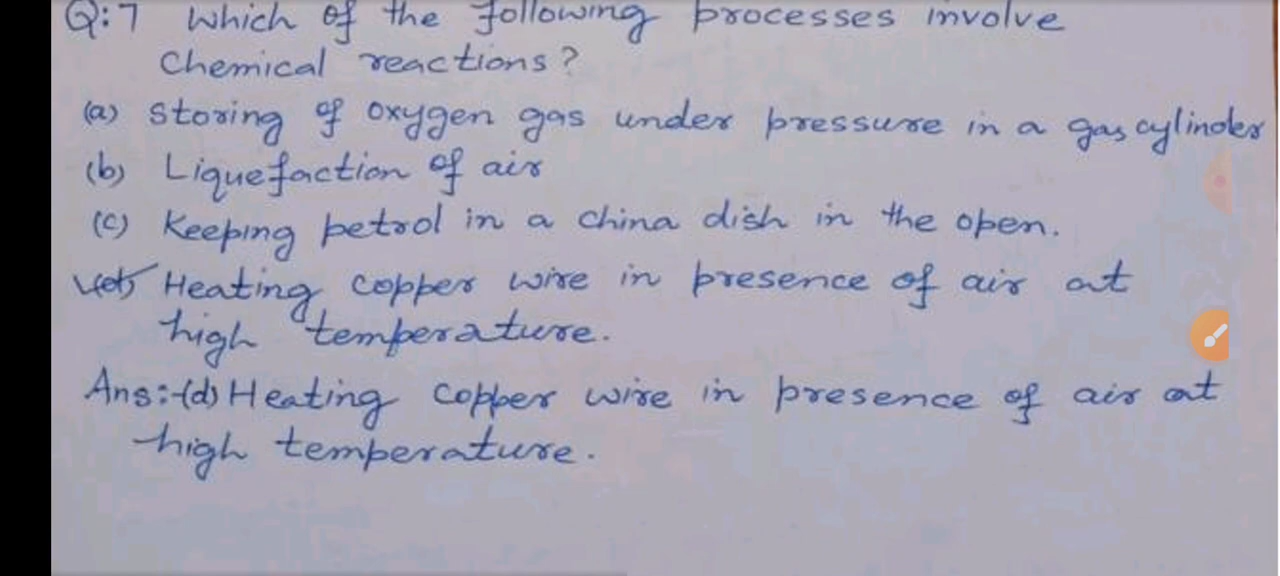 Q:7 Which of the following processes involve
Chemical reactions?
(a) Storing of oxygen gas under pressure in a gas cylinder
(b) Liquefaction of air
(c) Keeping petrol in a China dish in the open.
(d) Heating copper wire in presence of air at
high temperature.
Ans:-(d) Heating copper wire in presence of air at
high temperature.